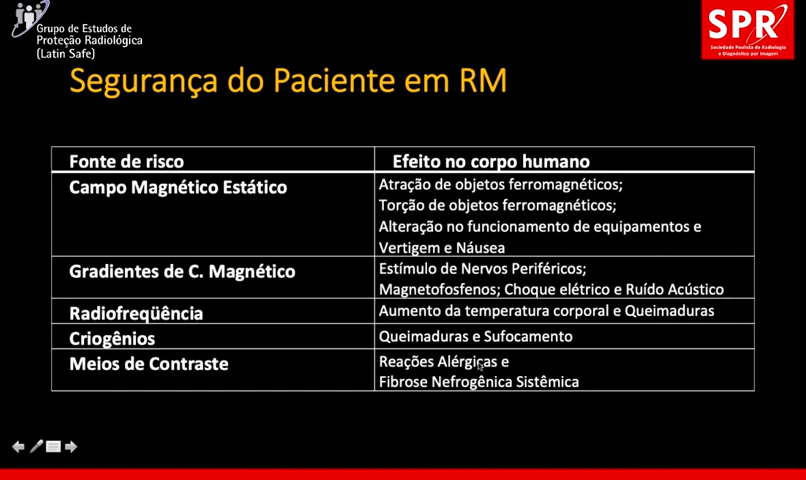 Grupo de Estudos de
Proteção Radiológica
(Latin Safe)
SPR
Sociedade Paulista de Radiologia
e Diagnóstico por Imagem
Segurança do Paciente em RM
Fonte de risco
Efeito no corpo humano
Campo Magnético Estático
Atração de objetos ferromagnéticos;
Torção de objetos ferromagnéticos;
Alteração no funcionamento de equipamentos e
Vertigem e Náusea
Gradientes de C. Magnético
Estímulo de Nervos Periféricos;
Magnetofosfenos; Choque elétrico e Ruído Acústico
Radiofreqüência
Aumento da temperatura corporal e Queimaduras
Criogênios
Queimaduras e Sufocamento
Meios de Contraste
Reações Alérgicas e
Fibrose Nefrogênica Sistêmica